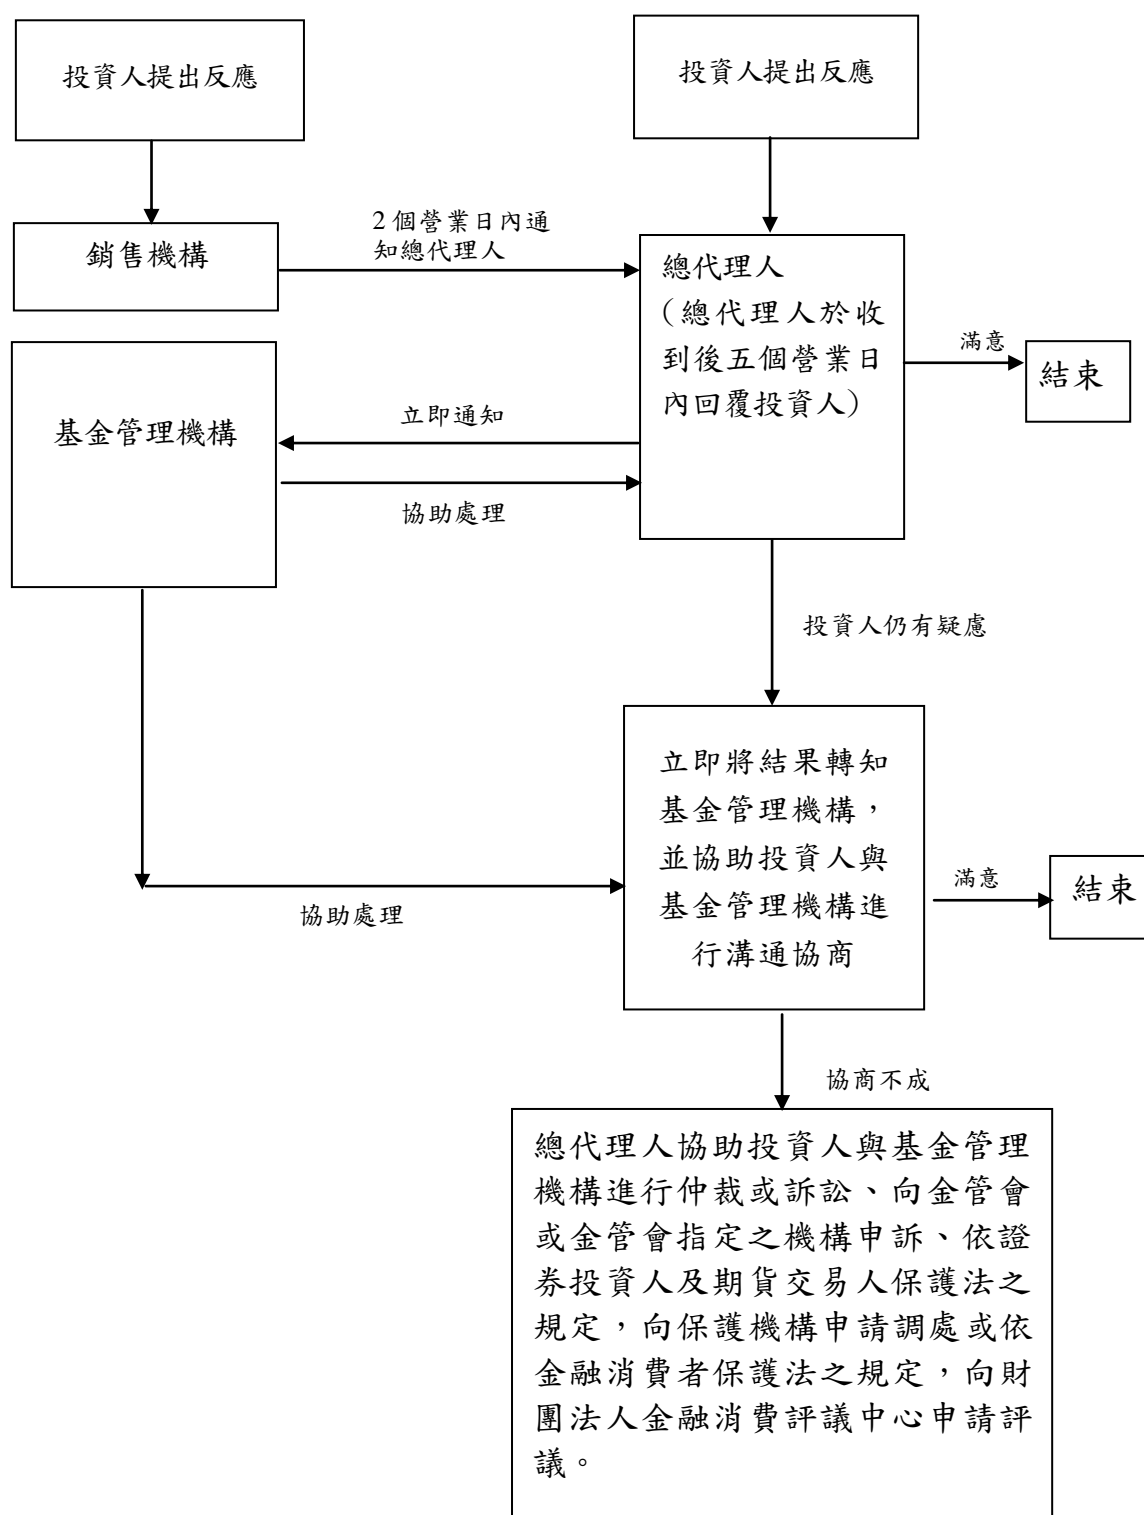 投資人提出反應
投資人提出反應
銷售機構
2 個營業日內通
知總代理人
總代理人
(總代理人於收
到後五個營業日
內回覆投資人)
滿意
結束
基金管理機構
立即通知
協助處理
投資人仍有疑慮
立即將結果轉知
基金管理機構，
並協助投資人與
基金管理機構進
行溝通協商
滿意
結束
協助處理
協商不成
總代理人協助投資人與基金管理
機構進行仲裁或訴訟、向金管會
或金管會指定之機構申訴、依證
券投資人及期貨交易人保護法之
規定，向保護機構申請調處或依
金融消費者保護法之規定，向財
團法人金融消費評議中心申請評
議。